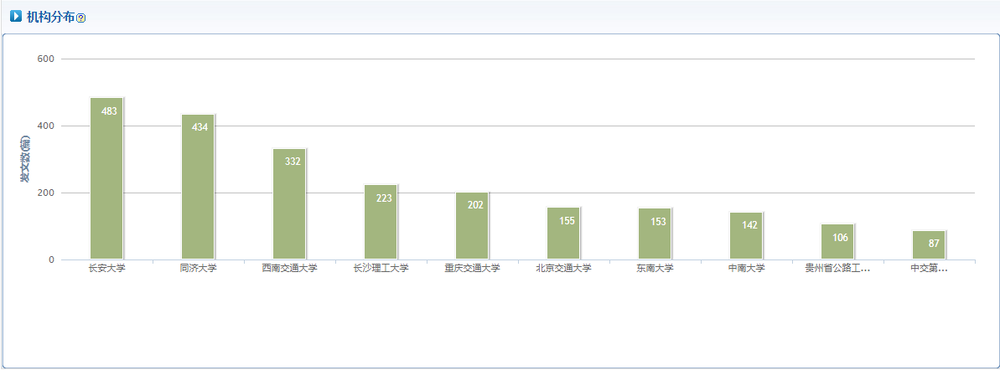 机构分布?
600
400
200
0
发文数(篇)
483
434
332
223
202
155
153
142
106
87
长安大学
同济大学
西南交通大学
长沙理工大学
重庆交通大学
北京交通大学
东南大学
中南大学
贵州省公路工...
中交第...